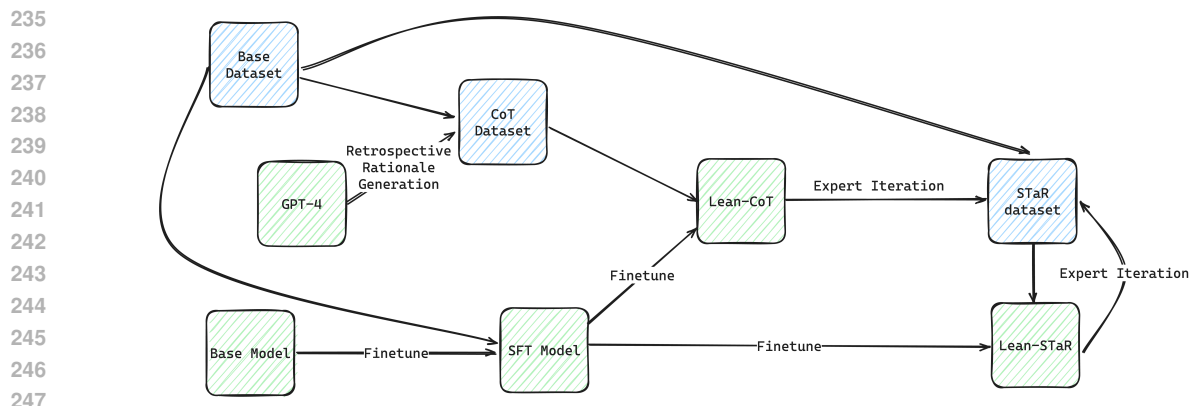 235
236
237
238
239
240
241
242
243
244
245
246
247
Base
Dataset
CoT
Dataset
Retrospective
Rationale
Generation
GPT-4
Lean-CoT
Expert Iteration
STaR
dataset
Finetune
Expert Iteration
Base Model
Finetune
SFT Model
Finetune
Lean-STaR